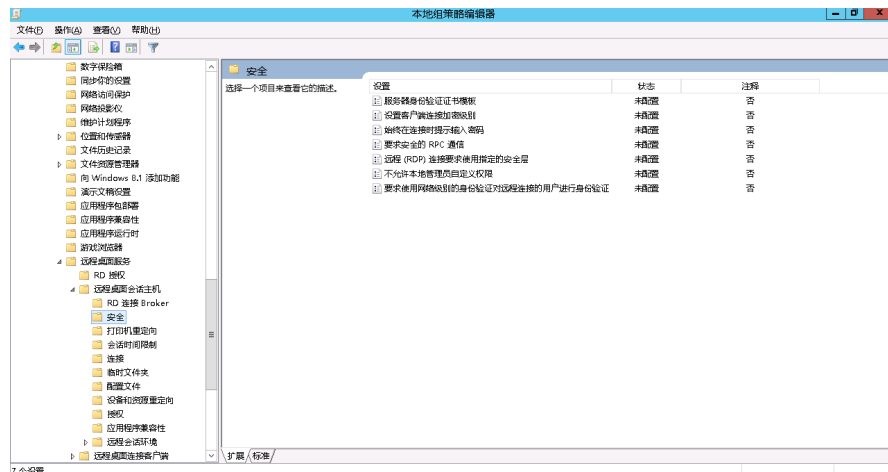 本地组策略编辑器
文件(F) 操作(A) 查看(V) 帮助(H)
数字保险箱
同步你的设置
网络访问保护
网络投影仪
维护计划程序
位置和传感器
文件历史记录
文件资源管理器
向 Windows 8.1 添加功能
演示文稿设置
应用程序包部署
应用程序兼容性
应用程序运行时
游戏浏览器
远程桌面服务
RD 授权
远程桌面会话主机
RD 连接 Broker
安全
打印机重定向
会话时间限制
连接
临时文件夹
配置文件
设备和资源重定向
授权
应用程序兼容性
远程会话环境
远程桌面连接客户端
安全
选择一个项目来查看它的描述。
设置 状态 注释
服务器身份验证证书模板 未配置 否
设置客户端连接加密级别 未配置 否
始终在连接时提示输入密码 未配置 否
要求安全的 RPC 通信 未配置 否
远程 (RDP) 连接要求使用指定的安全层 未配置 否
不允许本地管理员自定义权限 未配置 否
要求使用网络级别的身份验证对远程连接的用户进行身份验证 未配置 否
扩展 标准
7 个设置